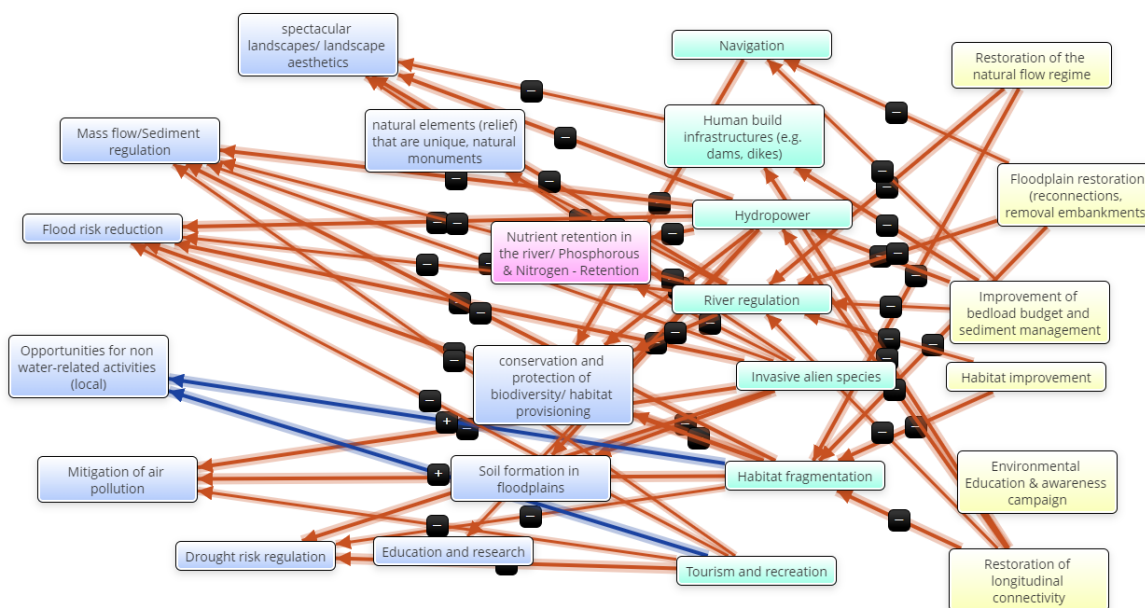 spectacular
landscapes/ landscape
aesthetics
Navigation
Restoration of the
natural flow regime
Mass flow/Sediment
regulation
natural elements (relief)
that are unique, natural
monuments
Human build
infrastructures (e.g.
dams, dikes)
Floodplain restoration
(reconnections,
removal embankments
Flood risk reduction
Hydropower
Nutrient retention in
the river/ Phosphorous
& Nitrogen - Retention
River regulation
Improvement of
bedload budget and
sediment management
Opportunities for non
water-related activities
(local)
conservation and
protection of
biodiversity/ habitat
provisioning
Invasive alien species
Habitat improvement
Mitigation of air
pollution
Soil formation in
floodplains
Habitat fragmentation
Environmental
Education & awareness
campaign
Drought risk regulation
Education and research
Tourism and recreation
Restoration of
longitudinal
connectivity